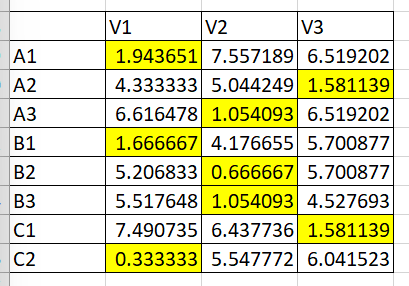 V1 V2 V3
A1 1.943651 7.557189 6.519202
A2 4.333333 5.044249 1.581139
A3 6.616478 1.054093 6.519202
B1 1.666667 4.176655 5.700877
B2 5.206833 0.666667 5.700877
B3 5.517648 1.054093 4.527693
C1 7.490735 6.437736 1.581139
C2 0.333333 5.547772 6.041523